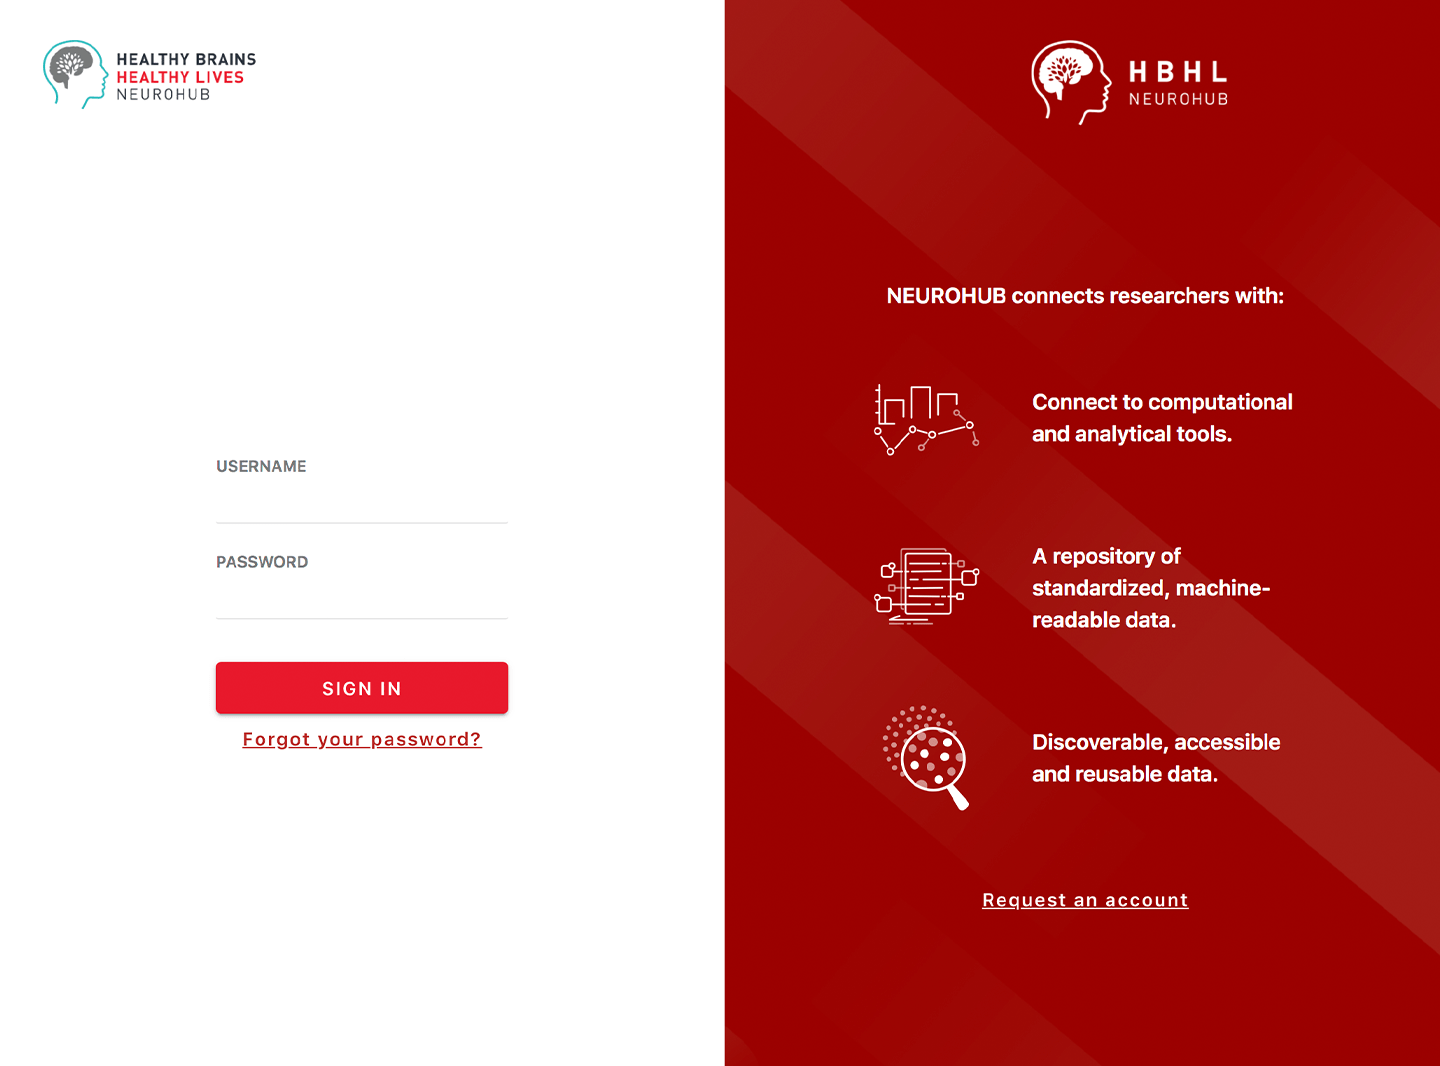 HEALTHY BRAINS
HEALTHY LIVES
NEUROHUB
USERNAME
PASSWORD
SIGN IN
Forgot your password?
HBHL
NEUROHUB
NEUROHUB connects researchers with:
Connect to computational
and analytical tools.
A repository of
standardized, machine-
readable data.
Discoverable, accessible
and reusable data.
Request an account